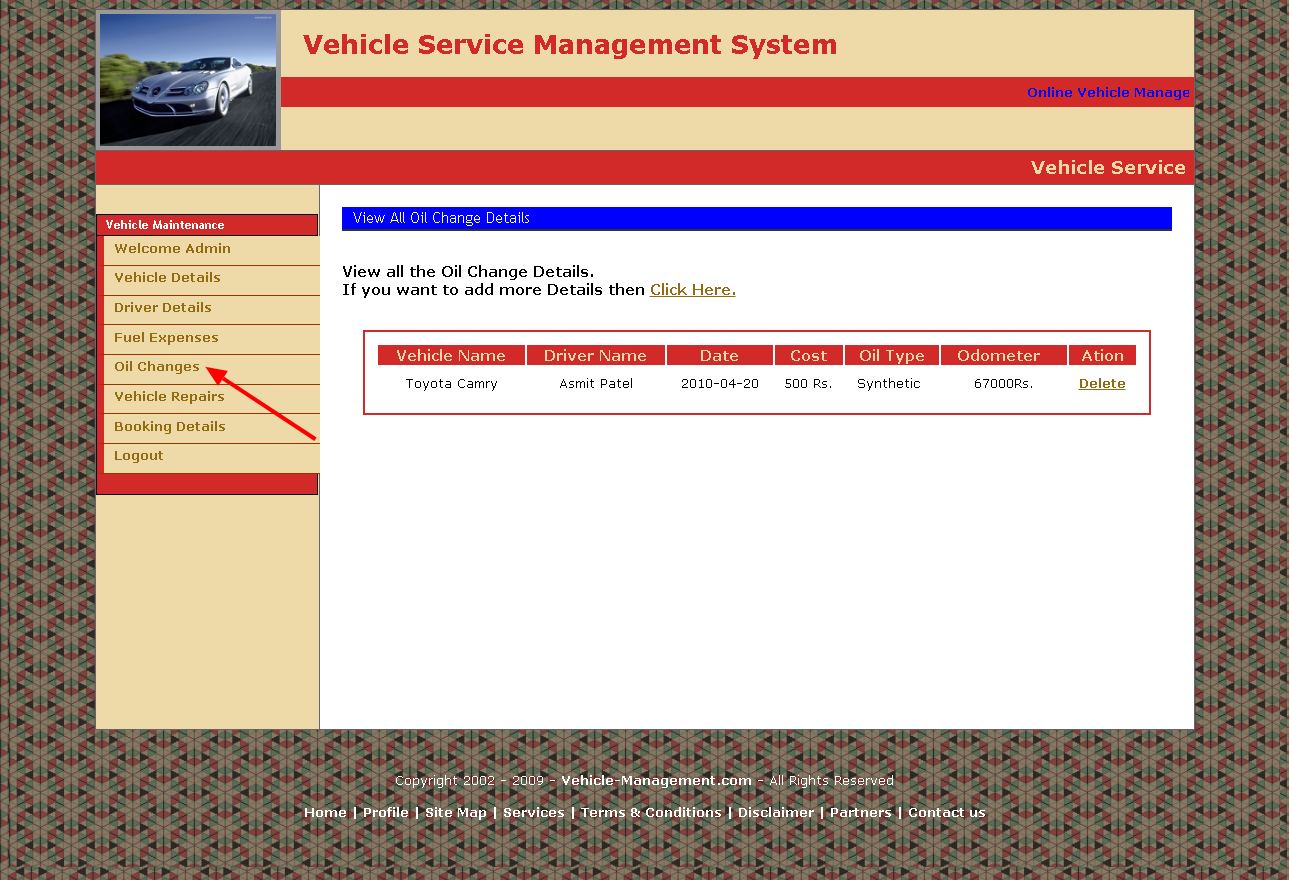 Vehicle Service Management System
Online Vehicle Manage
Vehicle Service
Vehicle Maintenance
Welcome Admin
Vehicle Details
Driver Details
Fuel Expenses
Oil Changes
Vehicle Repairs
Booking Details
Logout
View All Oil Change Details
View all the Oil Change Details.
If you want to add more Details then Click Here.
Vehicle Name Driver Name Date Cost Oil Type Odometer Ation
Toyota Camry Asmit Patel 2010-04-20 500 Rs. Synthetic 67000Rs. Delete
Copyright 2002 - 2009 - Vehicle-Management.com - All Rights Reserved
Home | Profile | Site Map | Services | Terms & Conditions | Disclaimer | Partners | Contact us